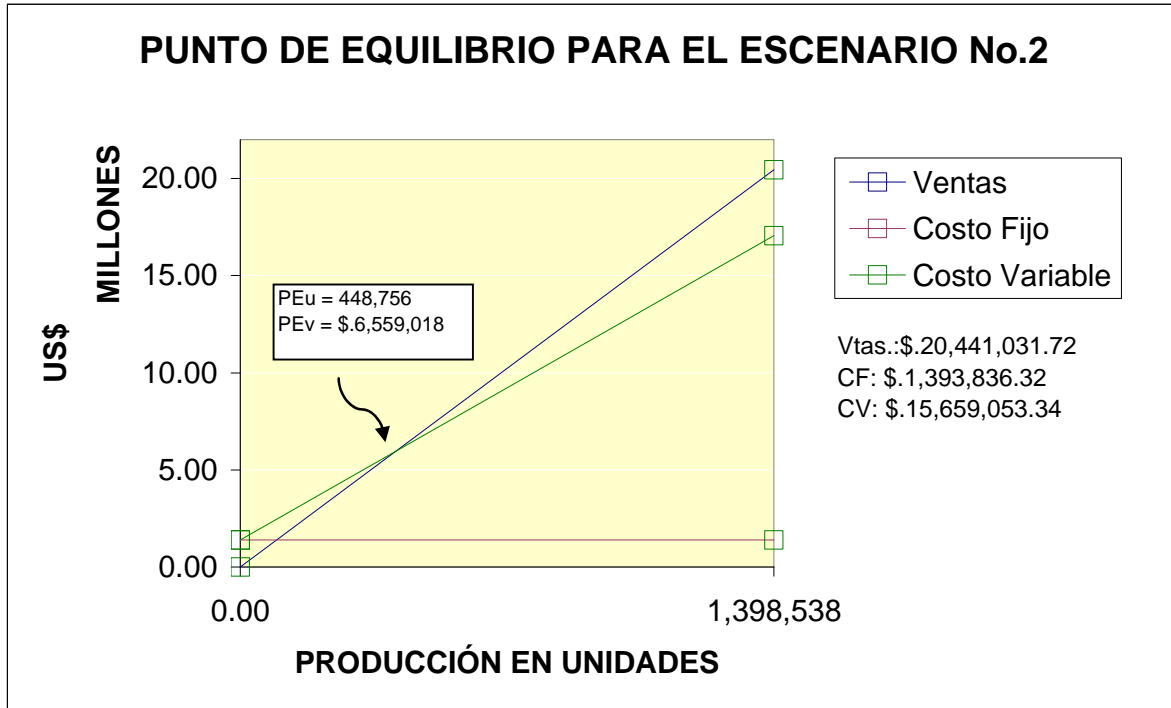 PUNTO DE EQUILIBRIO PARA EL ESCENARIO No.2
US$
MILLONES
20.00
15.00
10.00
5.00
0.00
PEu = 448,756
PEv = $.6,559,018
0.00
1,398,538
PRODUCCIÓN EN UNIDADES
Ventas
Costo Fijo
Costo Variable
Vtas.:$.20,441,031.72
CF: $.1,393,836.32
CV: $.15,659,053.34